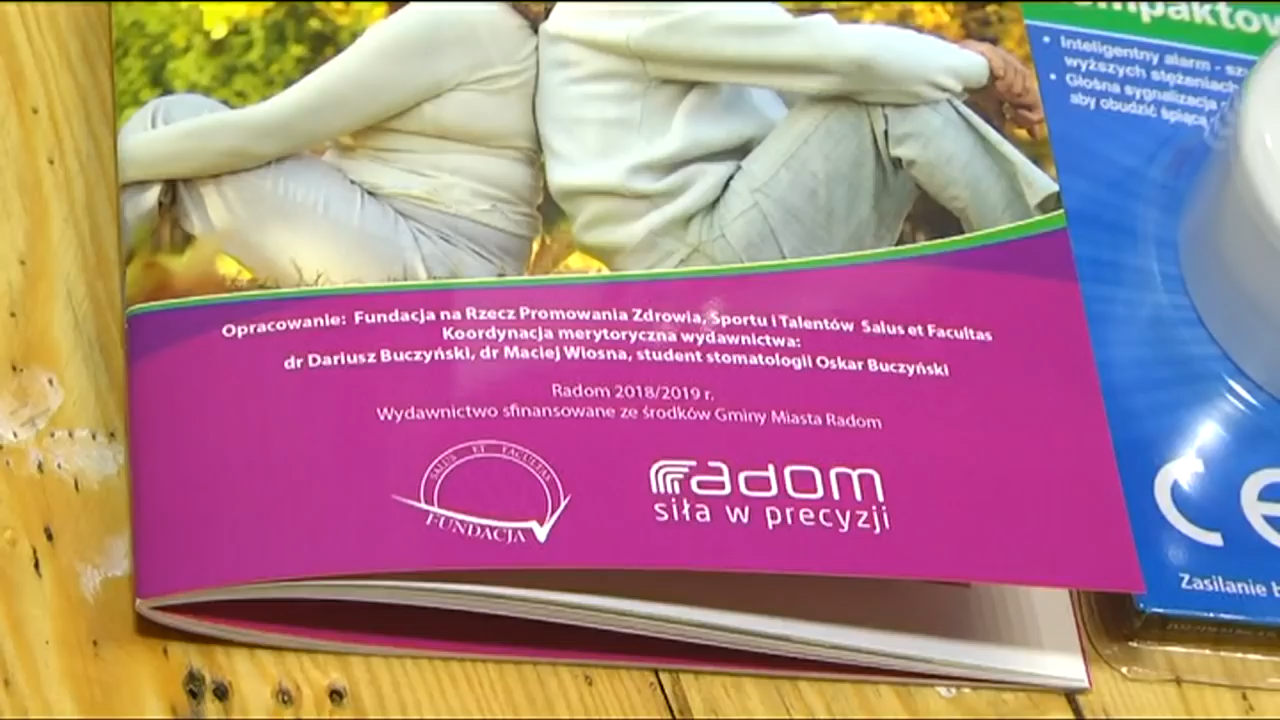 Opracowanie: Fundacja na Rzecz Promowania Zdrowia, Sportu i Talentów Salus et Facultas
Koordynacja merytoryczna wydawnictwa:
dr Dariusz Buczyński, dr Maciej Wiosna, student stomatologii Oskar Buczyński
Radom 2018/2019 r.
Wydawnictwo sfinansowane ze środków Gminy Miasta Radom
SALUS ET FACULTAS
FUNDACJA
radom
siła w precyzji
• Inteligentny alarm -
wyższych stężeniach
• Głośna sygnalizacja
aby obudzić śpiącą
CE
Zasilanie